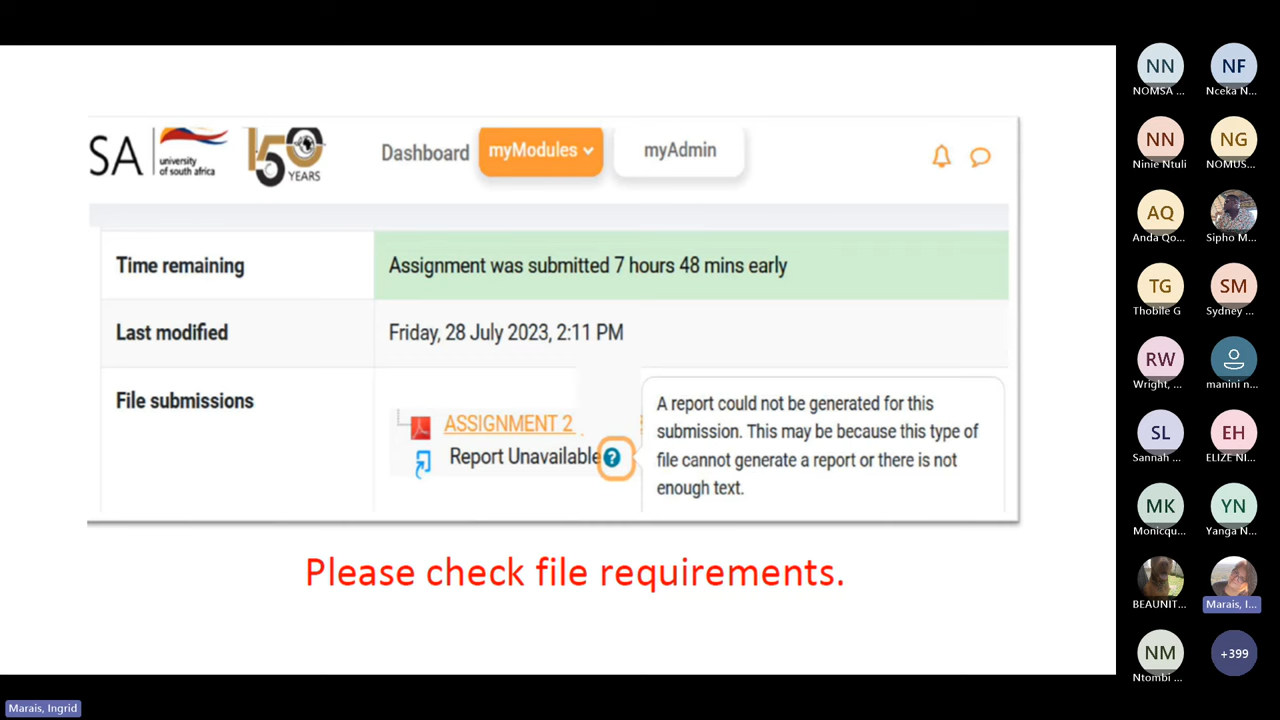 SA
university
of south africa
150
YEARS
Dashboard
myModules
myAdmin
Time remaining
Assignment was submitted 7 hours 48 mins early
Last modified
Friday, 28 July 2023, 2:11 PM
File submissions
ASSIGNMENT 2
Report Unavailable
?
A report could not be generated for this
submission. This may be because this type of
file cannot generate a report or there is not
enough text.
Please check file requirements.
NN
NF
NOMSA ...
Nceka N...
NN
NG
Ninie Ntuli
NOMUS...
AQ
Anda Qo...
Sipho M...
TG
SM
Thobile G
Sydney ...
RW
Wright, ...
manini n...
SL
EH
Sannah ...
ELIZE NI...
MK
YN
Monicqu...
Yanga N...
BEAUNIT...
Marais, I...
NM
+399
Ntombi ...
Marais, Ingrid